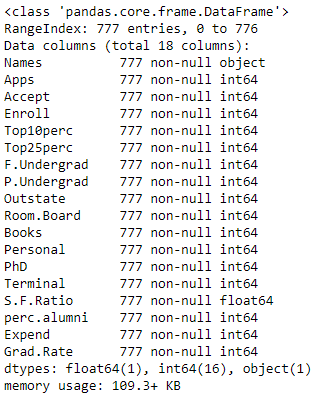 <class 'pandas.core.frame.DataFrame'>
RangeIndex: 777 entries, 0 to 776
Data columns (total 18 columns):
Names          777 non-null object
Apps           777 non-null int64
Accept         777 non-null int64
Enroll         777 non-null int64
Top10perc      777 non-null int64
Top25perc      777 non-null int64
F.Undergrad    777 non-null int64
P.Undergrad    777 non-null int64
Outstate       777 non-null int64
Room.Board     777 non-null int64
Books          777 non-null int64
Personal       777 non-null int64
PhD            777 non-null int64
Terminal       777 non-null int64
S.F.Ratio      777 non-null float64
perc.alumni    777 non-null int64
Expend         777 non-null int64
Grad.Rate      777 non-null int64
dtypes: float64(1), int64(16), object(1)
memory usage: 109.3+ KB